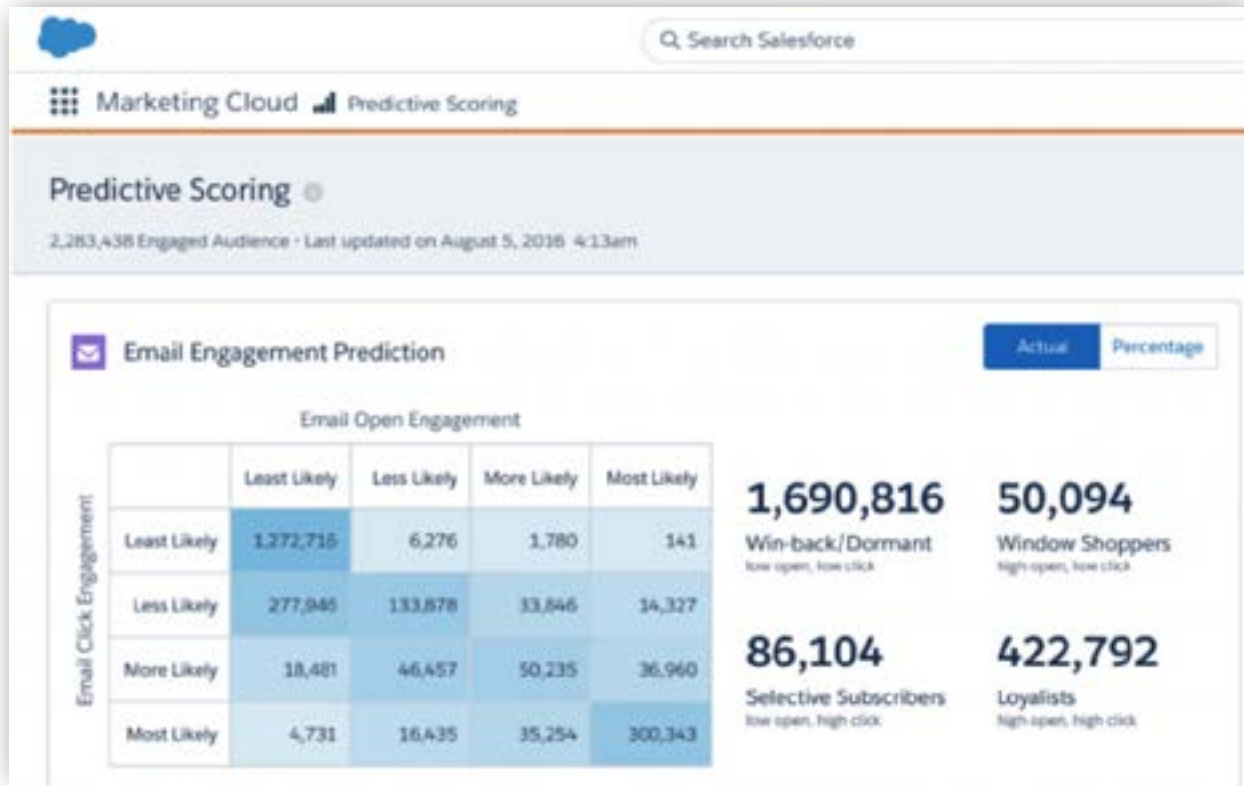 Search Salesforce
Marketing Cloud Predictive Scoring
Predictive Scoring
2,283,438 Engaged Audience · Last updated on August 5, 2016 4:13am
Email Engagement Prediction
Actual Percentage
Email Open Engagement
Email Click Engagement
Least Likely Less Likely More Likely Most Likely
Least Likely 1,272,716 6,276 1,780 141
Less Likely 277,946 133,878 33,846 14,327
More Likely 18,481 46,457 50,235 36,960
Most Likely 4,731 16,435 35,254 300,343
1,690,816
Win-back/Dormant
low open, low click
50,094
Window Shoppers
high open, low click
86,104
Selective Subscribers
low open, high click
422,792
Loyalists
high open, high click